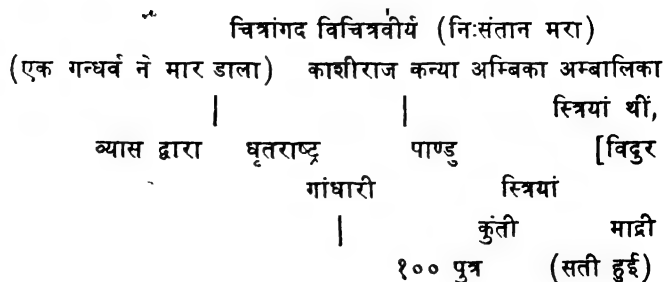 चित्रांगद विचित्रवीर्य (नि:संतान मरा)
(एक गन्धर्व ने मार डाला) काशीराज कन्या अम्बिका अम्बालिका
स्त्रियां थीं,
व्यास द्वारा धृतराष्ट्र पाण्डु [विदुर
गांधारी स्त्रियां
कुंती माद्री
१०० पुत्र (सती हुई)